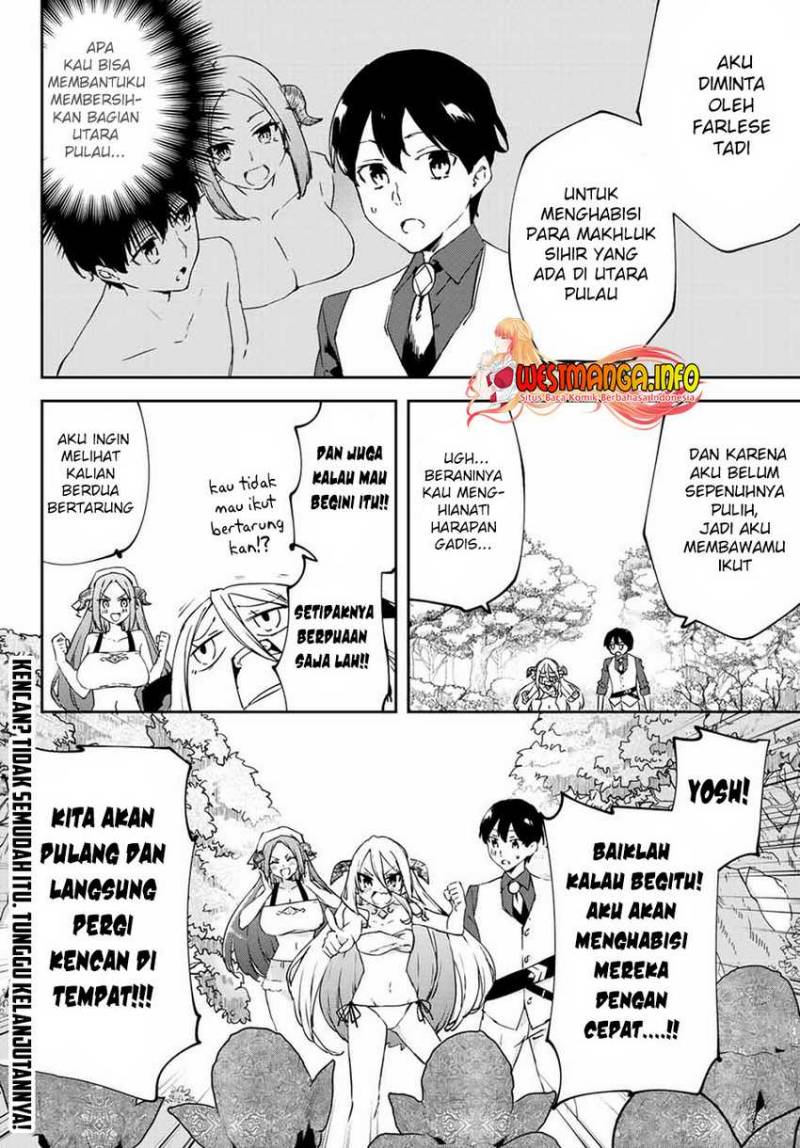 AKU
DIMINTA
OLEH
FARLESE
TADI
UNTUK
MENGHABISI
PARA MAKHLUK
SIHIR YANG
ADA DI UTARA
PULAU
APA
KAU BISA
MEMBANTUKU
MEMBERSIH-
KAN BAGIAN
UTARA
PULAU...
WESTMANGA.INFO
Situs Baca Komik Berbahasa Indonesia
DAN KARENA
AKU BELUM
SEPENUHNYA
PULIH,
JADI AKU
MEMBAWAMU
IKUT
UGH...
BERANINYA
KAU MENG-
HIANATI
HARAPAN
GADIS...
DAN JUGA
KALAU MAU
BEGINI ITU!!
SETIDAKNYA
BERDUAAN
SAJA LAH!!
kau tidak
mau ikut
bertarung
kan!?
AKU INGIN
MELIHAT
KALIAN
BERDUA
BERTARUNG
YOSH!
BAIKLAH
KALAU BEGITU!
AKU AKAN
MENGHABISI
MEREKA
DENGAN
CEPAT....!!
KITA AKAN
PULANG DAN
LANGSUNG
PERGI
KENCAN DI
TEMPAT!!!
KENCAN? TIDAK SEMUDAH ITU. TUNGGU KELANJUTANNYA!